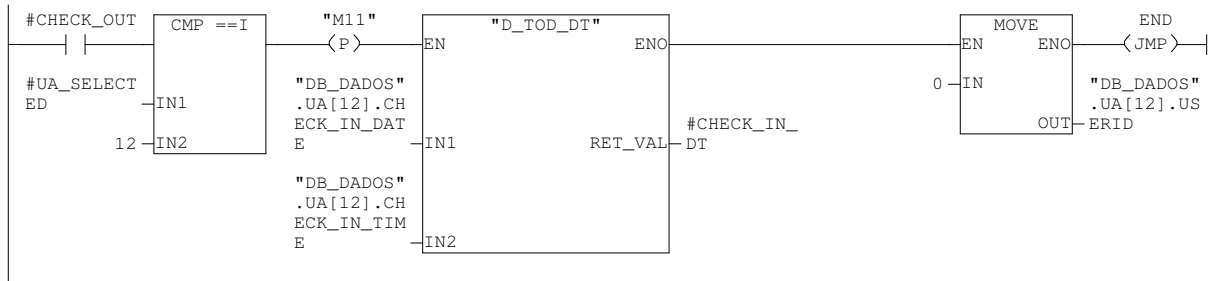 #CHECK_OUT
CMP ==I
"M11"
"D_TOD_DT"
MOVE
END
P
EN
ENO
EN
ENO
JMP
#UA_SELECT
ED
IN1
"DB_DADOS"
.UA[12].CH
ECK_IN_DAT
E
IN1
#CHECK_IN_
RET_VAL
DT
0
IN
"DB_DADOS"
.UA[12].US
OUT
ERID
12
IN2
"DB_DADOS"
.UA[12].CH
ECK_IN_TIM
E
IN2